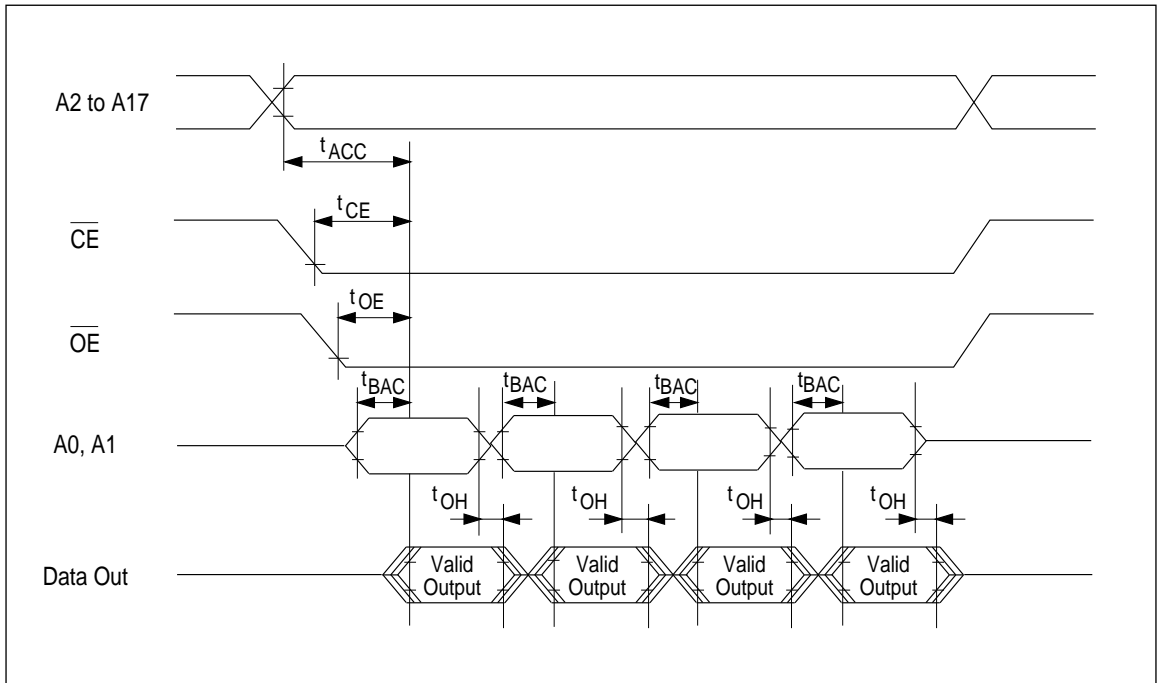 A2 to A17
tACC
tCE
CE
tOE
OE
tBAC tBAC tBAC tBAC
A0, A1
tOH tOH tOH tOH
Data Out
Valid Output
Valid Output
Valid Output
Valid Output